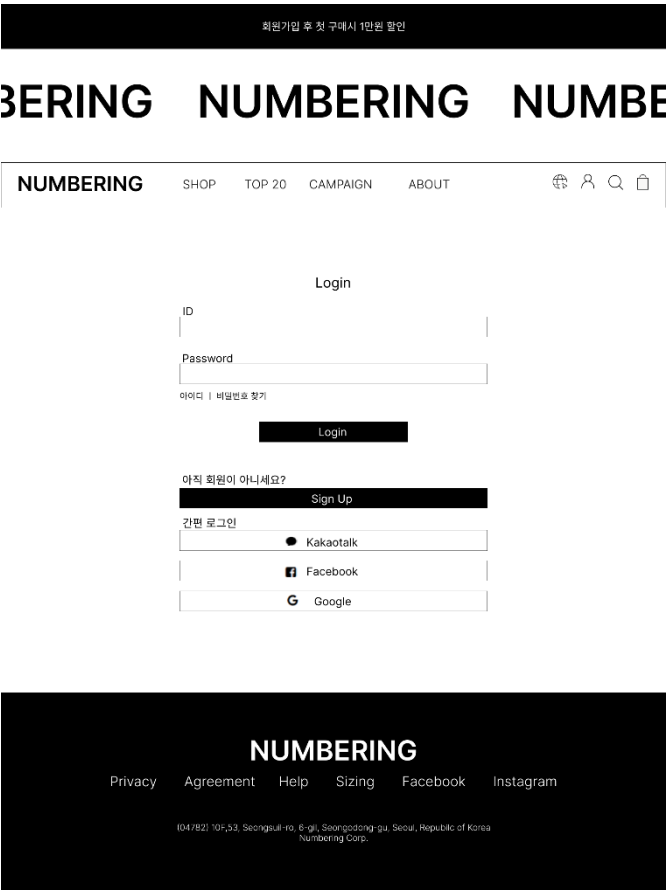 회원가입 후 첫 구매시 1만원 할인
BERING NUMBERING NUMBE
NUMBERING SHOP TOP 20 CAMPAIGN ABOUT
Login
ID
Password
아이디 | 비밀번호 찾기
Login
아직 회원이 아니세요?
Sign Up
간편 로그인
Kakaotalk
Facebook
Google
NUMBERING
Privacy Agreement Help Sizing Facebook Instagram
(04782) 10F,53, Seongsuil-ro, 6-gil, Seongodong-gu, Seoul, Republic of Korea
Numbering Corp.